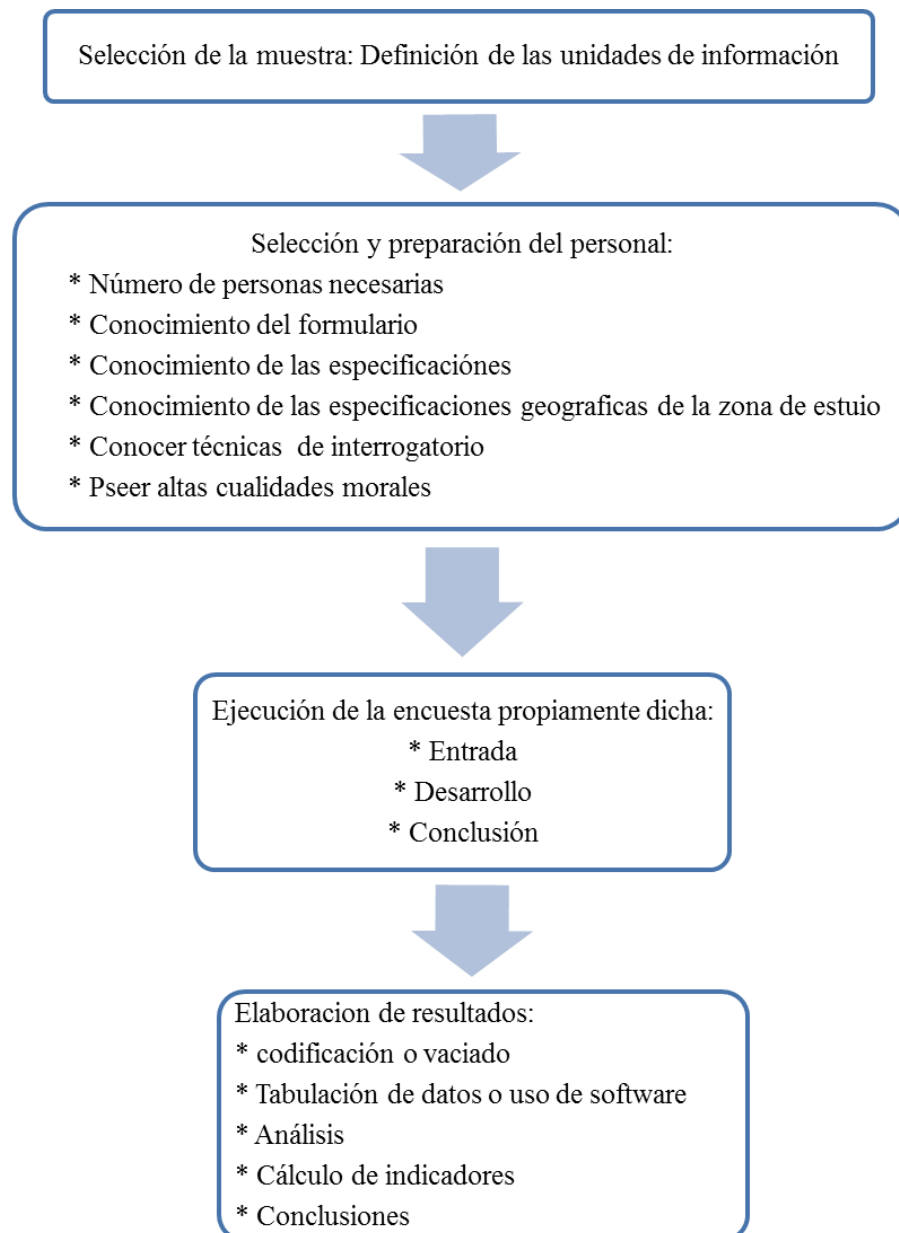 Selección de la muestra: Definición de las unidades de información
Selección y preparación del personal:
* Número de personas necesarias
* Conocimiento del formulario
* Conocimiento de las especificaciónes
* Conocimiento de las especificaciones geograficas de la zona de estuio
* Conocer técnicas de interrogatorio
* Pseer altas cualidades morales
Ejecución de la encuesta propiamente dicha:
* Entrada
* Desarrollo
* Conclusión
Elaboracion de resultados:
* codificación o vaciado
* Tabulación de datos o uso de software
* Análisis
* Cálculo de indicadores
* Conclusiones